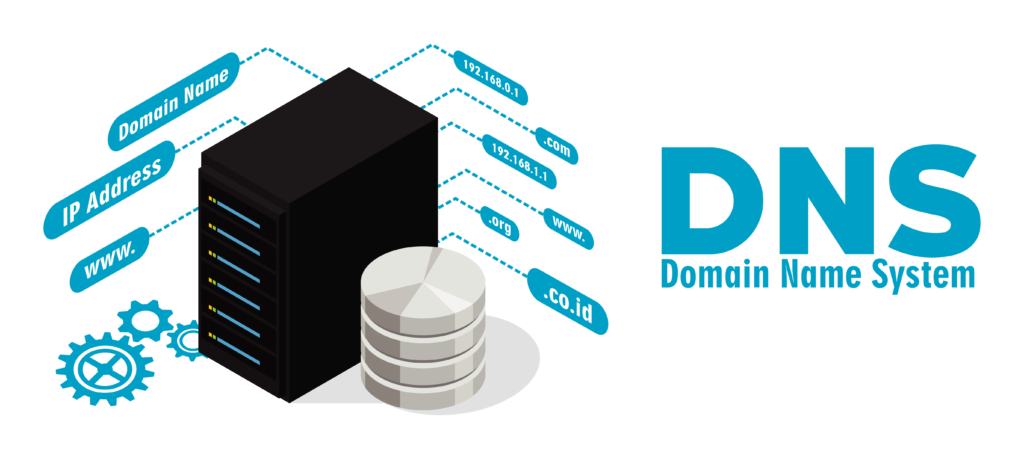 Domain Name
IP Address
www.
192.168.0.1
.com
192.168.1.1
www.
.org
.co.id
DNS
Domain Name System